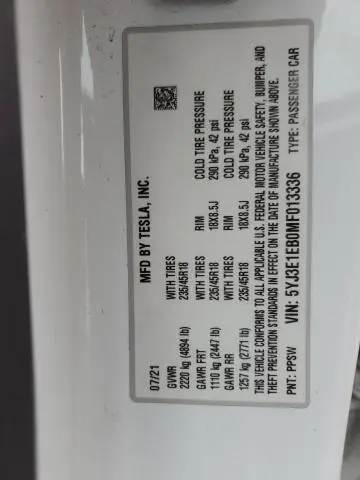 MFD BY TESLA, INC.
07/21
GVWR
2220 kg (4894 lb)
GAWR FRT WITH TIRES RIM COLD TIRE PRESSURE
1110 kg (2447 lb) 235/45R18 18X8.5J 290 kPa, 42 psi
GAWR RR WITH TIRES RIM COLD TIRE PRESSURE
1257 kg (2771 lb) 235/45R18 18X8.5J 290 kPa, 42 psi
THIS VEHICLE CONFORMS TO ALL APPLICABLE U.S. FEDERAL MOTOR VEHICLE SAFETY, BUMPER, AND
THEFT PREVENTION STANDARDS IN EFFECT ON THE DATE OF MANUFACTURE SHOWN ABOVE.
PNT: PPSW VIN: 5YJ3E1EB0MF013336 TYPE: PASSENGER CAR